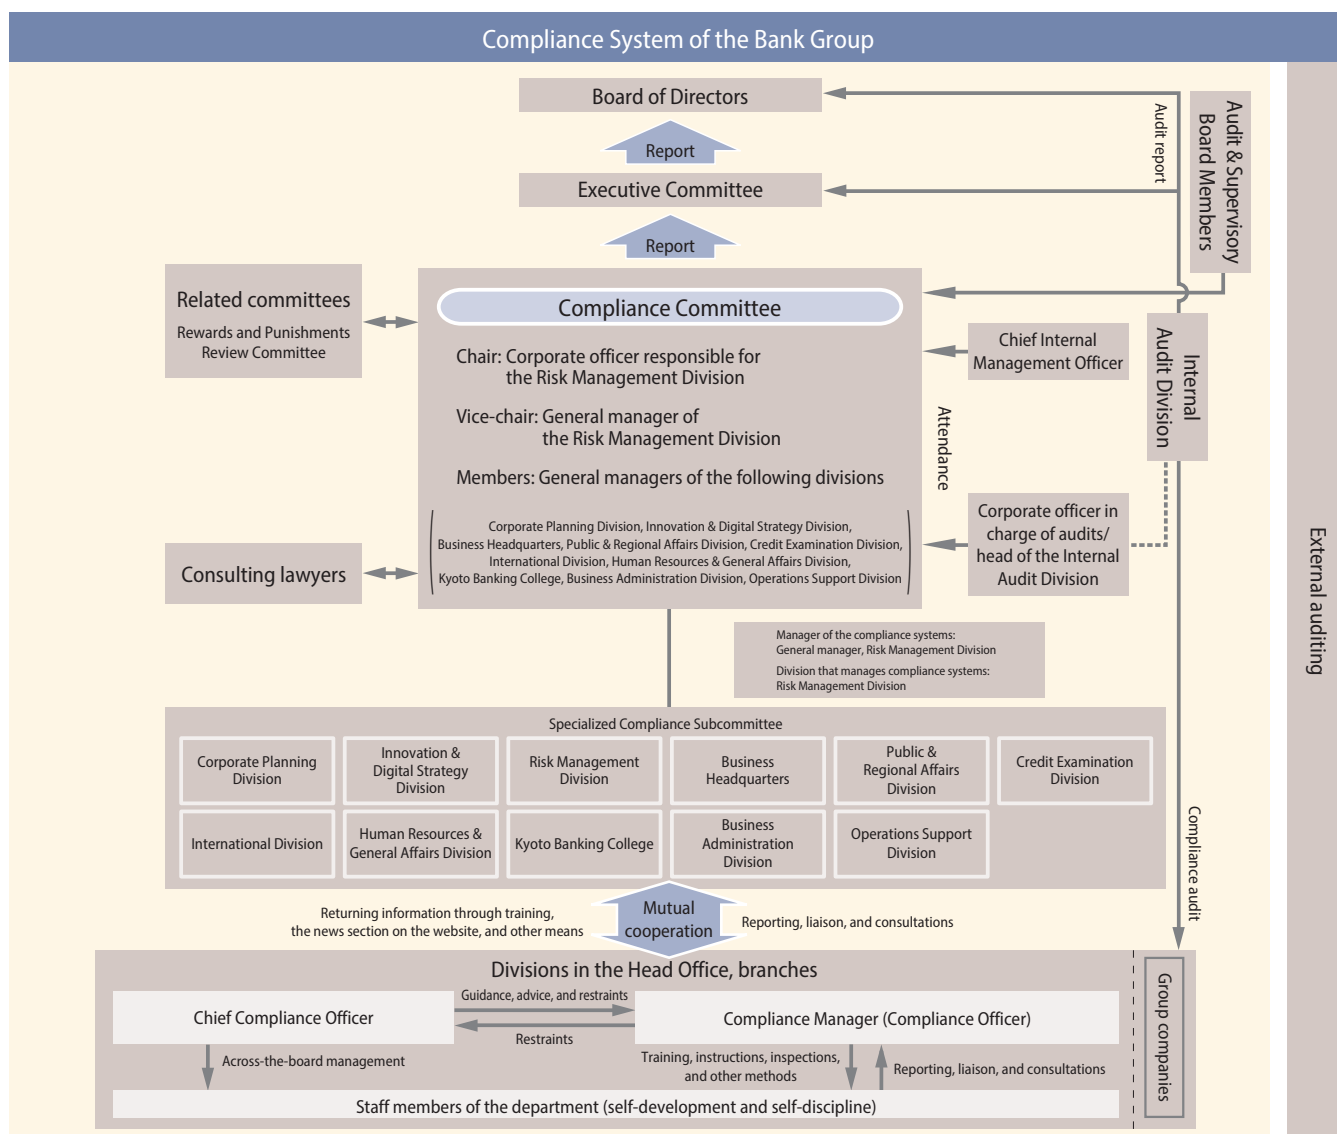 Compliance System of the Bank Group
Board of Directors
Report
Executive Committee
Report
Audit report
Audit & Supervisory
Board Members
Related committees
Rewards and Punishments
Review Committee
Compliance Committee
Chair: Corporate officer responsible for
the Risk Management Division
Vice-chair: General manager of
the Risk Management Division
Members: General managers of the following divisions
Corporate Planning Division, Innovation & Digital Strategy Division,
Business Headquarters, Public & Regional Affairs Division, Credit Examination Division,
International Division, Human Resources & General Affairs Division,
Kyoto Banking College, Business Administration Division, Operations Support Division
Chief Internal
Management Officer
Internal
Audit Division
Attendance
Corporate officer in
charge of audits/
head of the Internal
Audit Division
Consulting lawyers
External auditing
Manager of the compliance systems:
General manager, Risk Management Division
Division that manages compliance systems:
Risk Management Division
Specialized Compliance Subcommittee
Corporate Planning
Division
Innovation &
Digital Strategy
Division
Risk Management
Division
Business
Headquarters
Public &
Regional Affairs
Division
Credit Examination
Division
International Division
Human Resources &
General Affairs Division
Kyoto Banking College
Business
Administration
Division
Operations Support
Division
Compliance audit
Returning information through training,
the news section on the website, and other means
Mutual
cooperation
Reporting, liaison, and consultations
Divisions in the Head Office, branches
Chief Compliance Officer
Guidance, advice, and restraints
Restraints
Compliance Manager (Compliance Officer)
Across-the-board management
Training, instructions, inspections,
and other methods
Reporting, liaison, and consultations
Staff members of the department (self-development and self-discipline)
Group companies